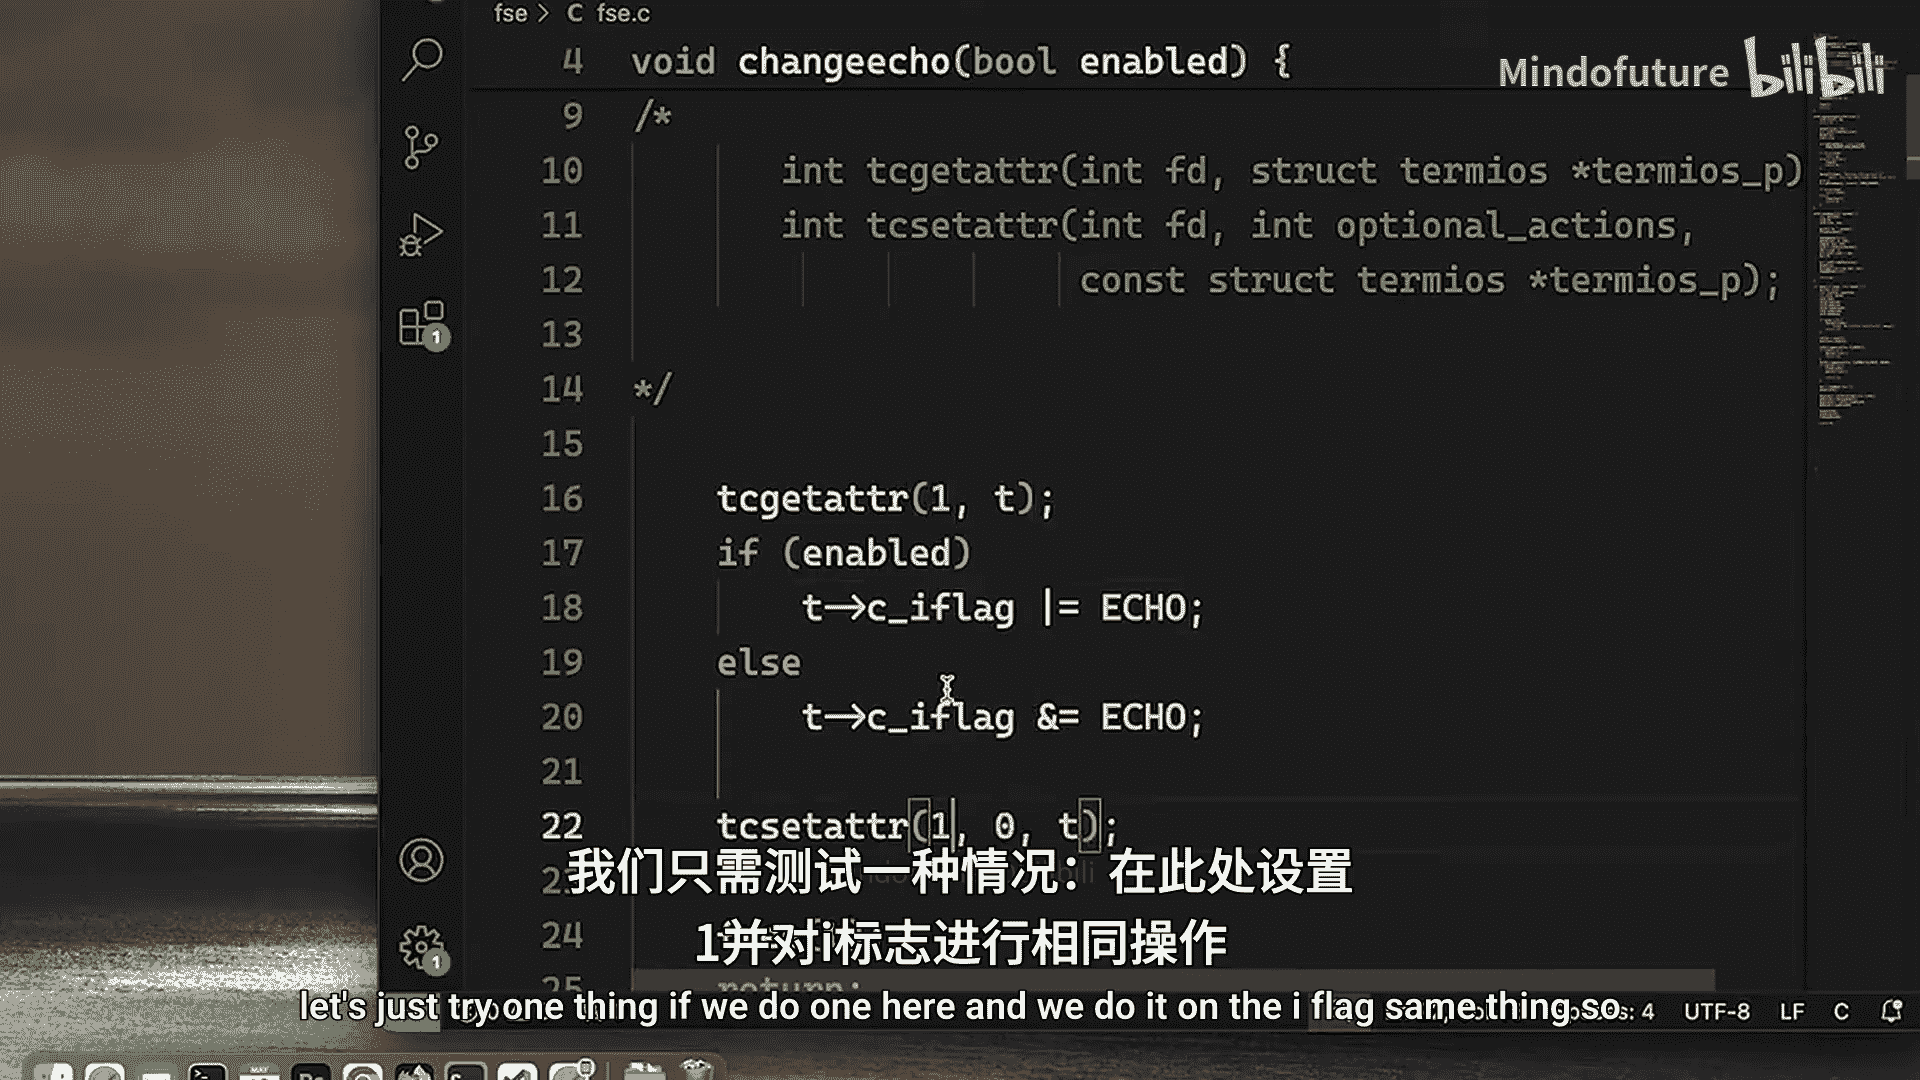 fse > C fse.c
Mindofuture bilibili
4 void changeecho(bool enabled) {
9 /*
10 int tcgetattr(int fd, struct termios *termios_p)
11 int tcsetattr(int fd, int optional_actions,
12 const struct termios *termios_p);
13
14 */
15
16 tcgetattr(1, t);
17 if (enabled)
18 t->c_iflag |= ECHO;
19 else
20 t->c_iflag &= ECHO;
21
22 tcsetattr(1, 0, t);
我们只需测试一种情况：在此处设置
24
1并对i标志进行相同操作
25 return;
let's just try one thing if we do one here and we do it on the i flag same thing so
UTF-8 LF C